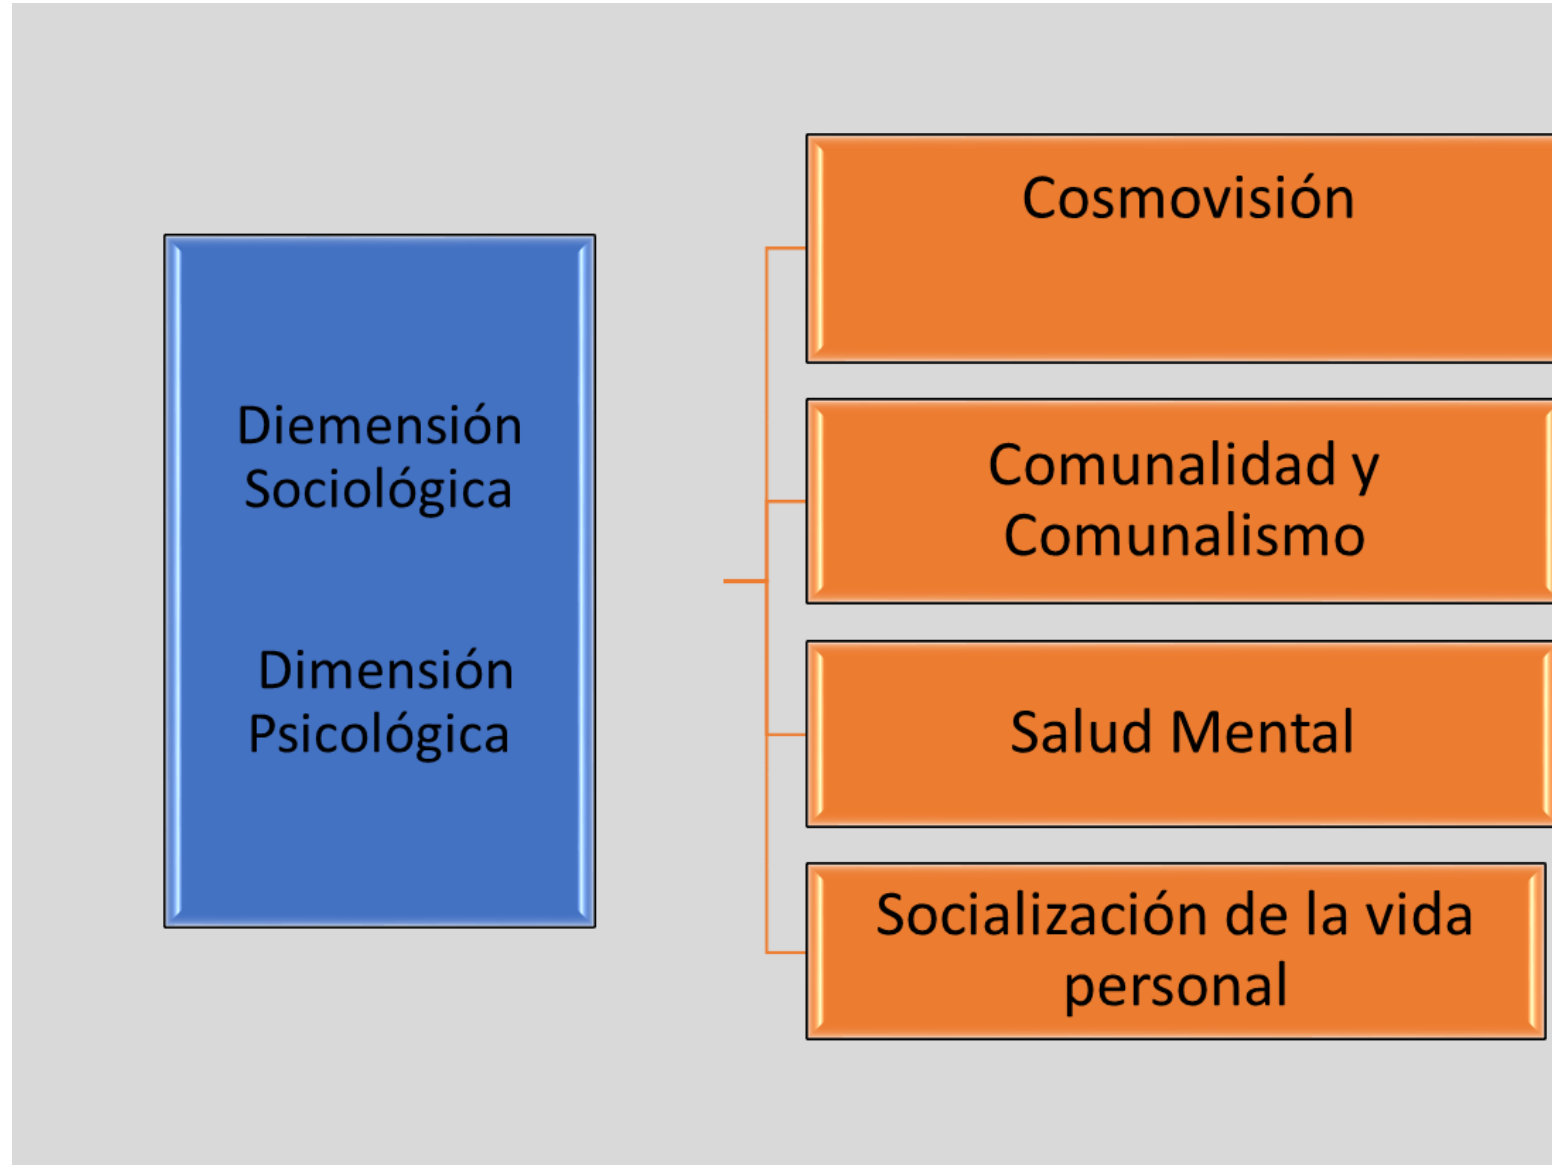 Diemensión
Sociológica
Dimensión
Psicológica
Cosmovisión
Comunalidad y
Comunalismo
Salud Mental
Socialización de la vida
personal